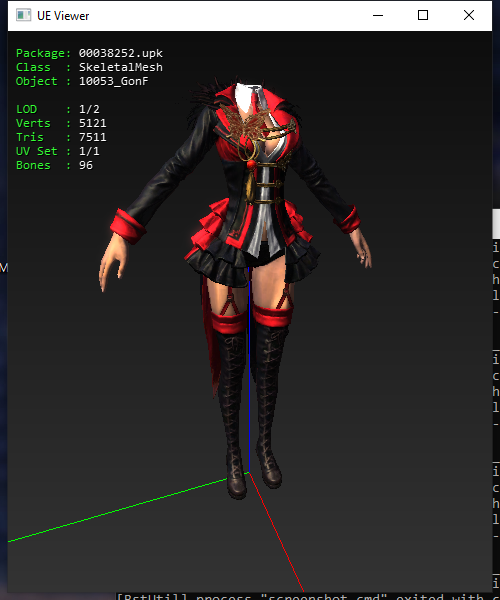 UE Viewer
Package: 00038252.upk
Class : SkeletalMesh
Object : 10053_GonF
LOD : 1/2
Verts : 5121
Tris : 7511
UV Set : 1/1
Bones : 96
M
i
c
h
l
-
i
c
h
l
-
i
c
h
l
-
i
process "screenshot.cmd" exited with c